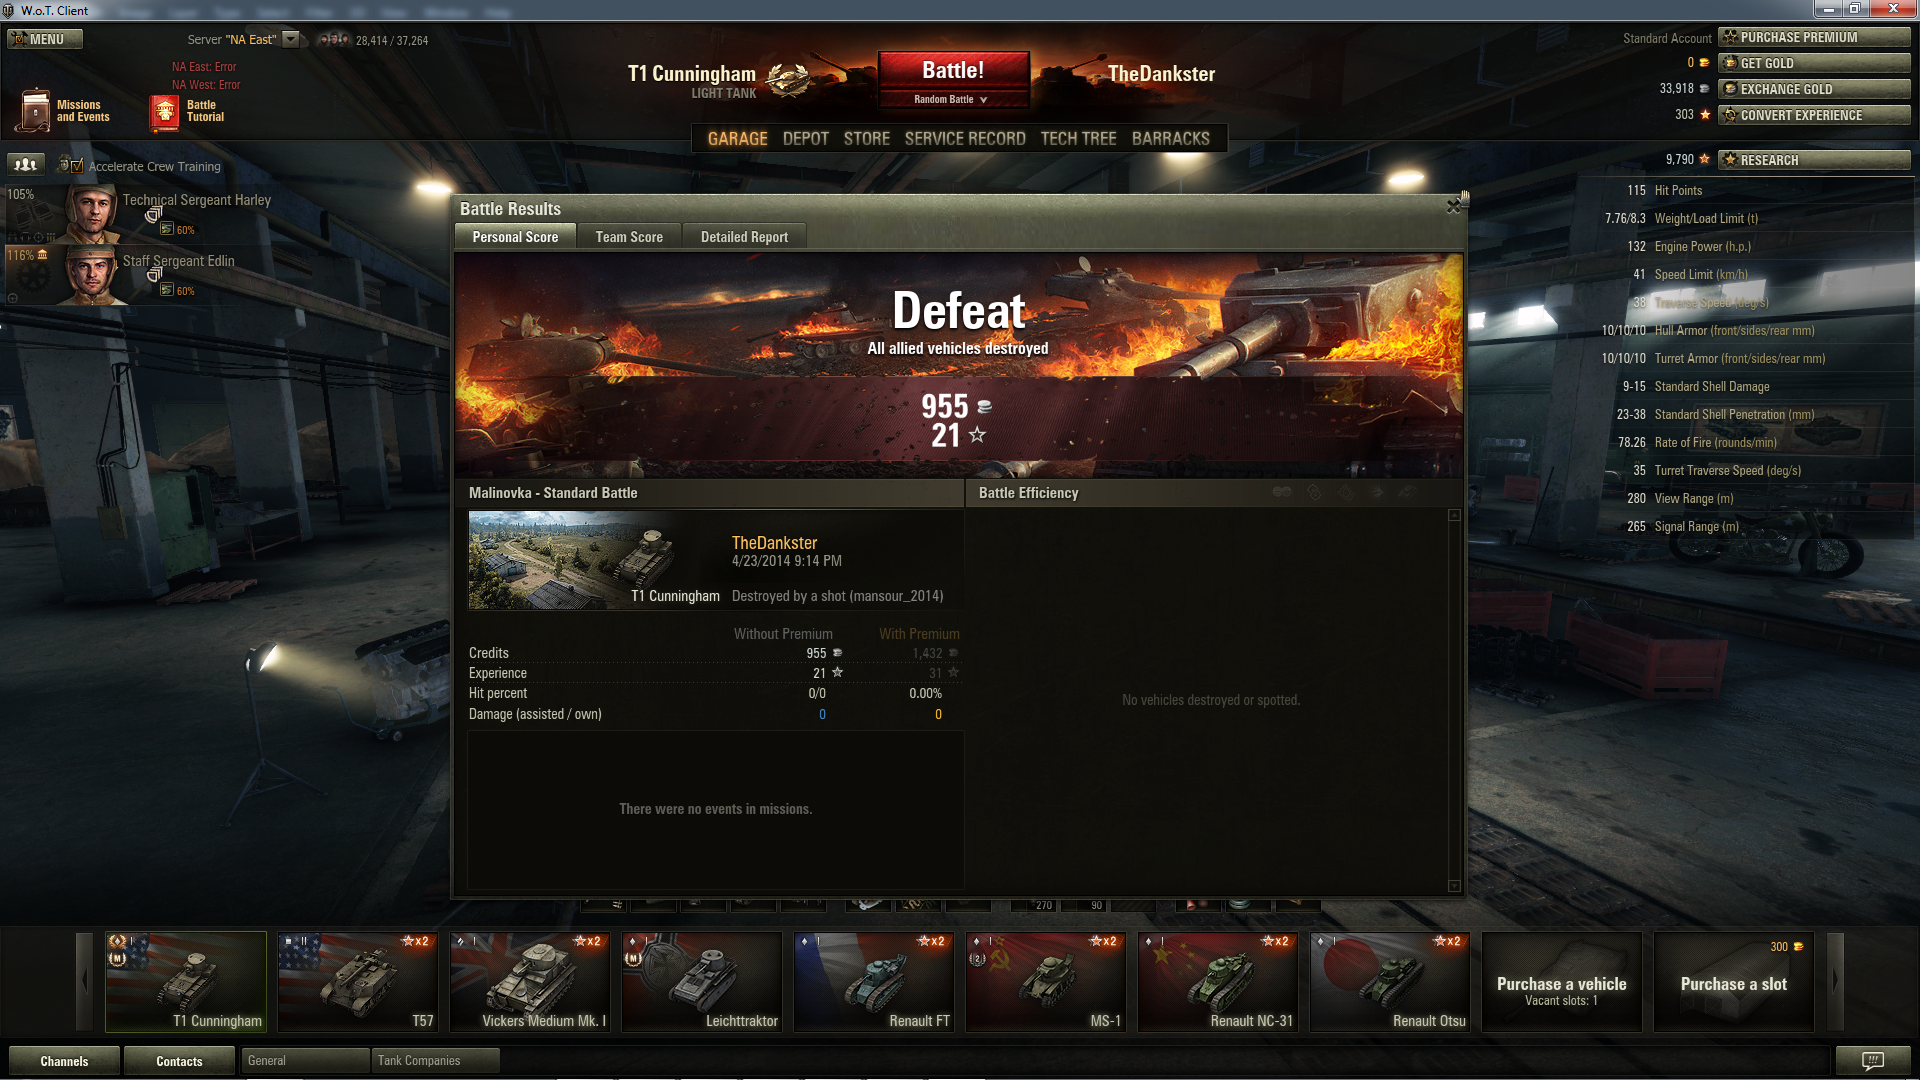 W.o.T. Client
MENU
Server "NA East"
28,414 / 37,264
NA East: Error
NA West: Error
Missions
and Events
Battle
Tutorial
T1 Cunningham
LIGHT TANK
Battle!
Random Battle
TheDankster
Standard Account
PURCHASE PREMIUM
0
GET GOLD
33,918
EXCHANGE GOLD
303
CONVERT EXPERIENCE
GARAGE DEPOT STORE SERVICE RECORD TECH TREE BARRACKS
Accelerate Crew Training
105%
Technical Sergeant Harley
60%
116%
Staff Sergeant Edlin
60%
9,790
RESEARCH
115 Hit Points
7.76/8.3 Weight/Load Limit (t)
132 Engine Power (h.p.)
41 Speed Limit (km/h)
38 Traverse Speed (deg/s)
10/10/10 Hull Armor (front/sides/rear mm)
10/10/10 Turret Armor (front/sides/rear mm)
9-15 Standard Shell Damage
23-38 Standard Shell Penetration (mm)
78.26 Rate of Fire (rounds/min)
35 Turret Traverse Speed (deg/s)
280 View Range (m)
265 Signal Range (m)
Battle Results
Personal Score Team Score Detailed Report
Defeat
All allied vehicles destroyed
955
21
Malinovka - Standard Battle
Battle Efficiency
TheDankster
4/23/2014 9:14 PM
T1 Cunningham
Destroyed by a shot (mansour_2014)
Without Premium With Premium
Credits 955 1,432
Experience 21 31
Hit percent 0/0 0.00%
Damage (assisted / own) 0 0
No vehicles destroyed or spotted.
There were no events in missions.
270 90
I
M
T1 Cunningham
II x2
T57
I x2
Vickers Medium Mk. I
I
M
Leichttraktor
I x2
Renault FT
I x2
2
MS-1
I x2
Renault NC-31
I x2
Renault Otsu
Purchase a vehicle
Vacant slots: 1
300
Purchase a slot
Channels
Contacts
General
Tank Companies